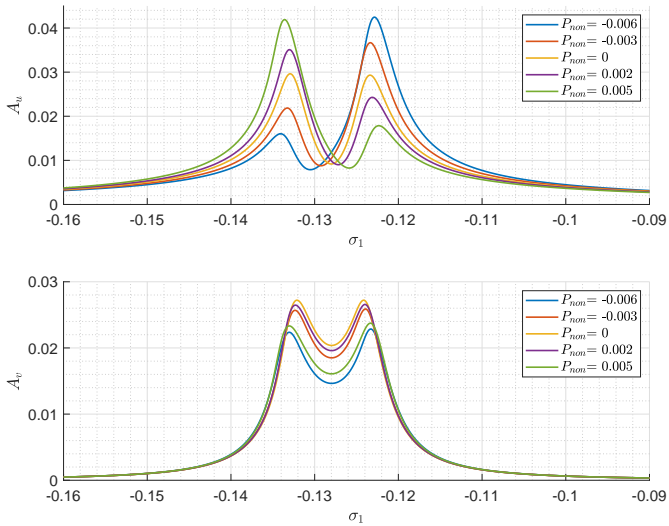 0.04
0.03
0.02
0.01
0
A_u
P_non= -0.006
P_non= -0.003
P_non= 0
P_non= 0.002
P_non= 0.005
-0.16 -0.15 -0.14 -0.13 -0.12 -0.11 -0.1 -0.09
σ_1
0.03
0.02
0.01
0
A_v
P_non= -0.006
P_non= -0.003
P_non= 0
P_non= 0.002
P_non= 0.005
-0.16 -0.15 -0.14 -0.13 -0.12 -0.11 -0.1 -0.09
σ_1